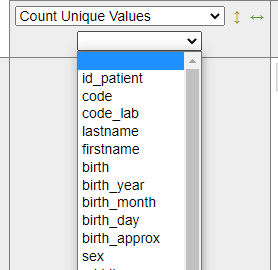 Count Unique Values ↕ ↔
id_patient
code
code_lab
lastname
firstname
birth
birth_year
birth_month
birth_day
birth_approx
sex